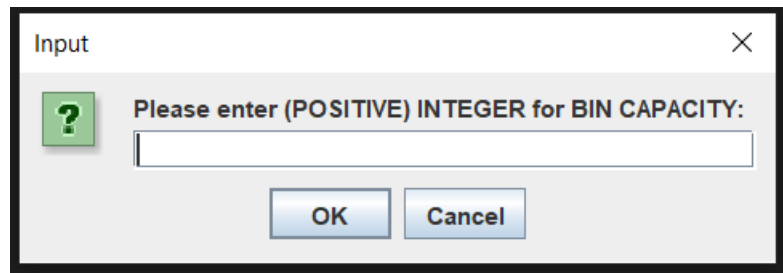 Input
Please enter (POSITIVE) INTEGER for BIN CAPACITY:
OK Cancel